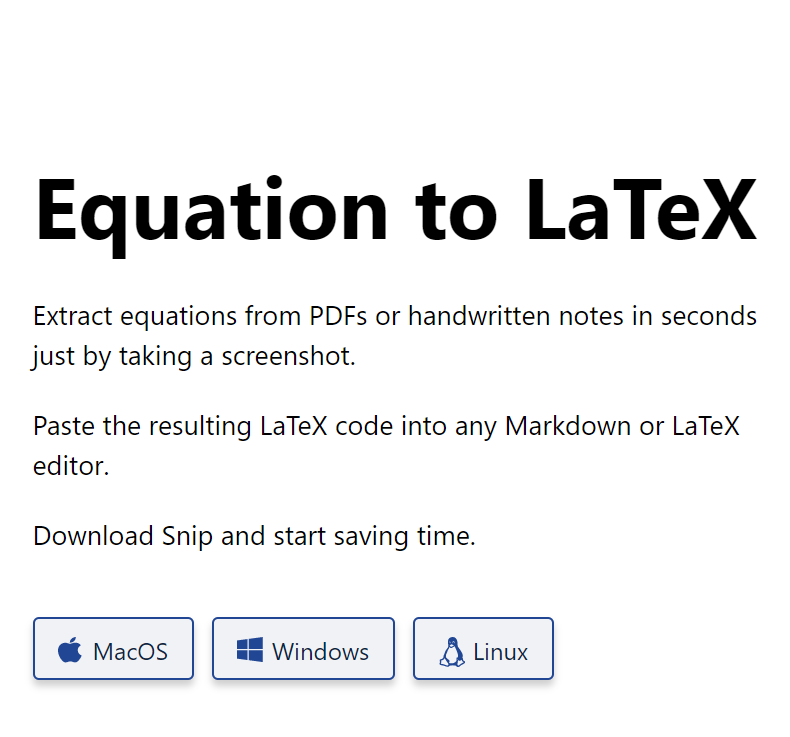 Equation to LaTeX
Extract equations from PDFs or handwritten notes in seconds
just by taking a screenshot.
Paste the resulting LaTeX code into any Markdown or LaTeX
editor.
Download Snip and start saving time.
MacOS
Windows
Linux